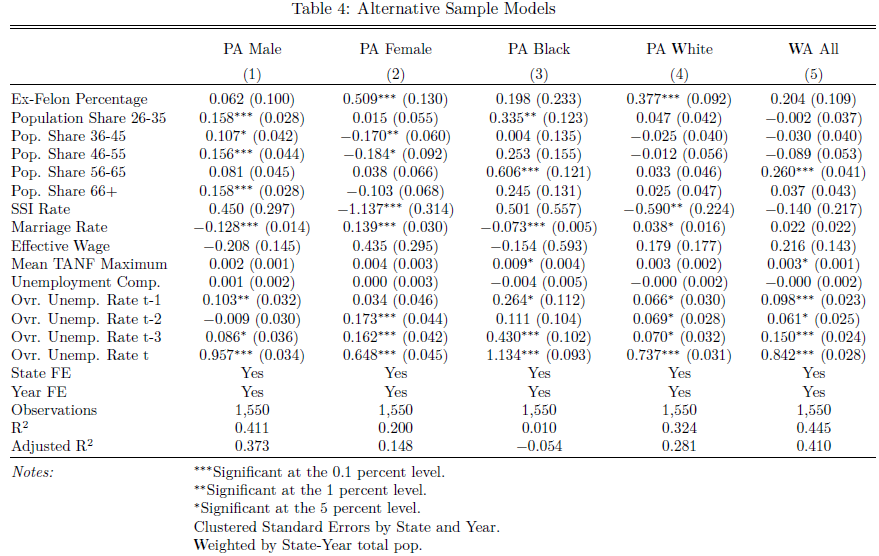 Table 4: Alternative Sample Models
PA Male PA Female PA Black PA White WA All
(1) (2) (3) (4) (5)
Ex-Felon Percentage 0.062 (0.100) 0.509*** (0.130) 0.198 (0.233) 0.377*** (0.092) 0.204 (0.109)
Population Share 26-35 0.158*** (0.028) 0.015 (0.055) 0.335** (0.123) 0.047 (0.042) −0.002 (0.037)
Pop. Share 36-45 0.107* (0.042) −0.170** (0.060) 0.004 (0.135) −0.025 (0.040) −0.030 (0.040)
Pop. Share 46-55 0.156*** (0.044) −0.184* (0.092) 0.253 (0.155) −0.012 (0.056) −0.089 (0.053)
Pop. Share 56-65 0.081 (0.045) 0.038 (0.066) 0.606*** (0.121) 0.033 (0.046) 0.260*** (0.041)
Pop. Share 66+ 0.158*** (0.028) −0.103 (0.068) 0.245 (0.131) 0.025 (0.047) 0.037 (0.043)
SSI Rate 0.450 (0.297) −1.137*** (0.314) 0.501 (0.557) −0.590** (0.224) −0.140 (0.217)
Marriage Rate −0.128*** (0.014) 0.139*** (0.030) −0.073*** (0.005) 0.038* (0.016) 0.022 (0.022)
Effective Wage −0.208 (0.145) 0.435 (0.295) −0.154 (0.593) 0.179 (0.177) 0.216 (0.143)
Mean TANF Maximum 0.002 (0.001) 0.004 (0.003) 0.009* (0.004) 0.003 (0.002) 0.003* (0.001)
Unemployment Comp. 0.001 (0.002) 0.000 (0.003) −0.004 (0.005) −0.000 (0.002) −0.000 (0.002)
Ovr. Unemp. Rate t-1 0.103** (0.032) 0.034 (0.046) 0.264* (0.112) 0.066* (0.030) 0.098*** (0.023)
Ovr. Unemp. Rate t-2 −0.009 (0.030) 0.173*** (0.044) 0.111 (0.104) 0.069* (0.028) 0.061* (0.025)
Ovr. Unemp. Rate t-3 0.086* (0.036) 0.162*** (0.042) 0.430*** (0.102) 0.070* (0.032) 0.150*** (0.024)
Ovr. Unemp. Rate t 0.957*** (0.034) 0.648*** (0.045) 1.134*** (0.093) 0.737*** (0.031) 0.842*** (0.028)
State FE Yes Yes Yes Yes Yes
Year FE Yes Yes Yes Yes Yes
Observations 1,550 1,550 1,550 1,550 1,550
R² 0.411 0.200 0.010 0.324 0.445
Adjusted R² 0.373 0.148 −0.054 0.281 0.410
Notes: ***Significant at the 0.1 percent level.
**Significant at the 1 percent level.
*Significant at the 5 percent level.
Clustered Standard Errors by State and Year.
Weighted by State-Year total pop.